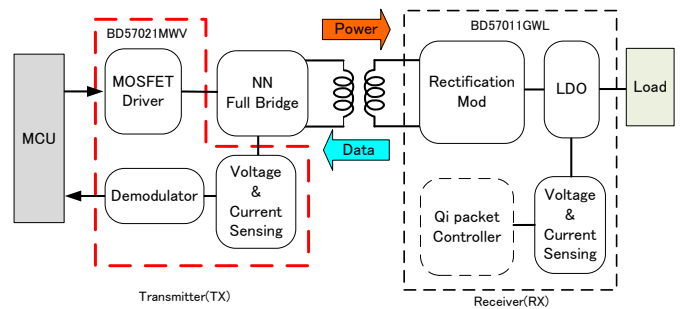 BD57021MWV
Power
BD57011GWL
MCU
MOSFET
Driver
NN
Full Bridge
Rectification
Mod
LDO
Load
Data
Demodulator
Voltage
&
Current
Sensing
Qi packet
Controller
Voltage
&
Current
Sensing
Transmitter(TX)
Receiver(RX)